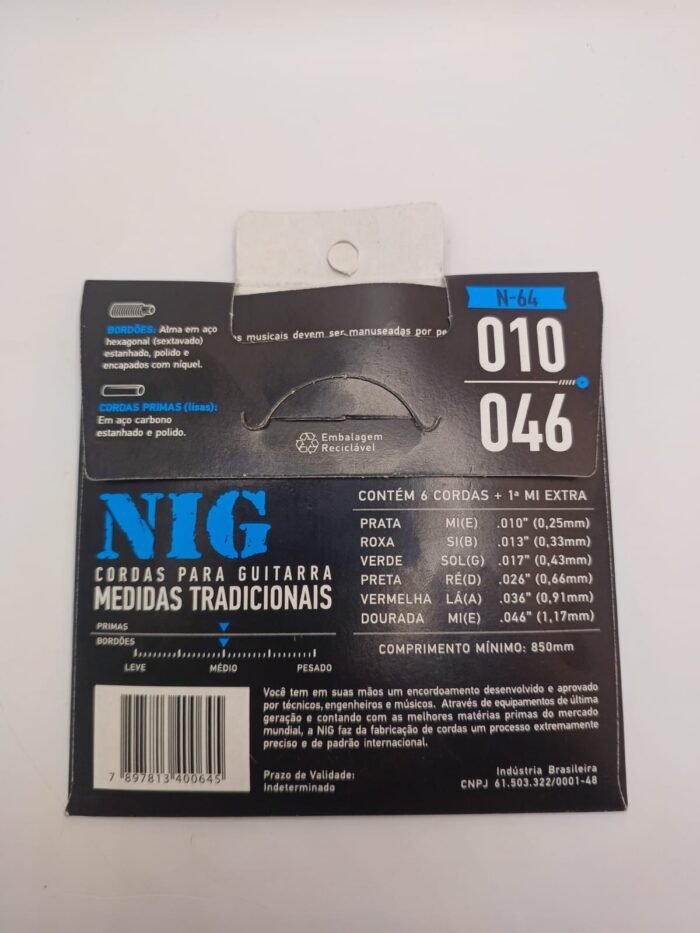 BORDÕES: Alma em aço
hexagonal (sextavado)
estanhado, polido e
encapados com níquel.
CORDAS PRIMAS (lisas):
Em aço carbono
estanhado e polido.
os musicais devem ser manuseadas por
Embalagem
Reciclável
N-64
010
046
NIG
CORDAS PARA GUITARRA
MEDIDAS TRADICIONAIS
PRIMAS
BORDÕES
LEVE MÉDIO PESADO
CONTÉM 6 CORDAS + 1ª MI EXTRA
PRATA MI(E) .010" (0,25mm)
ROXA SI(B) .013" (0,33mm)
VERDE SOL(G) .017" (0,43mm)
PRETA RÉ(D) .026" (0,66mm)
VERMELHA LÁ(A) .036" (0,91mm)
DOURADA MI(E) .046" (1,17mm)
COMPRIMENTO MÍNIMO: 850mm
Você tem em suas mãos um encordoamento desenvolvido e aprovado
por técnicos, engenheiros e músicos. Através de equipamentos de última
geração e contando com as melhores matérias primas do mercado
mundial, a NIG faz da fabricação de cordas um processo extremamente
preciso e de padrão internacional.
7 897813 400645
Prazo de Validade:
Indeterminado
Indústria Brasileira
CNPJ 61.503.322/0001-48